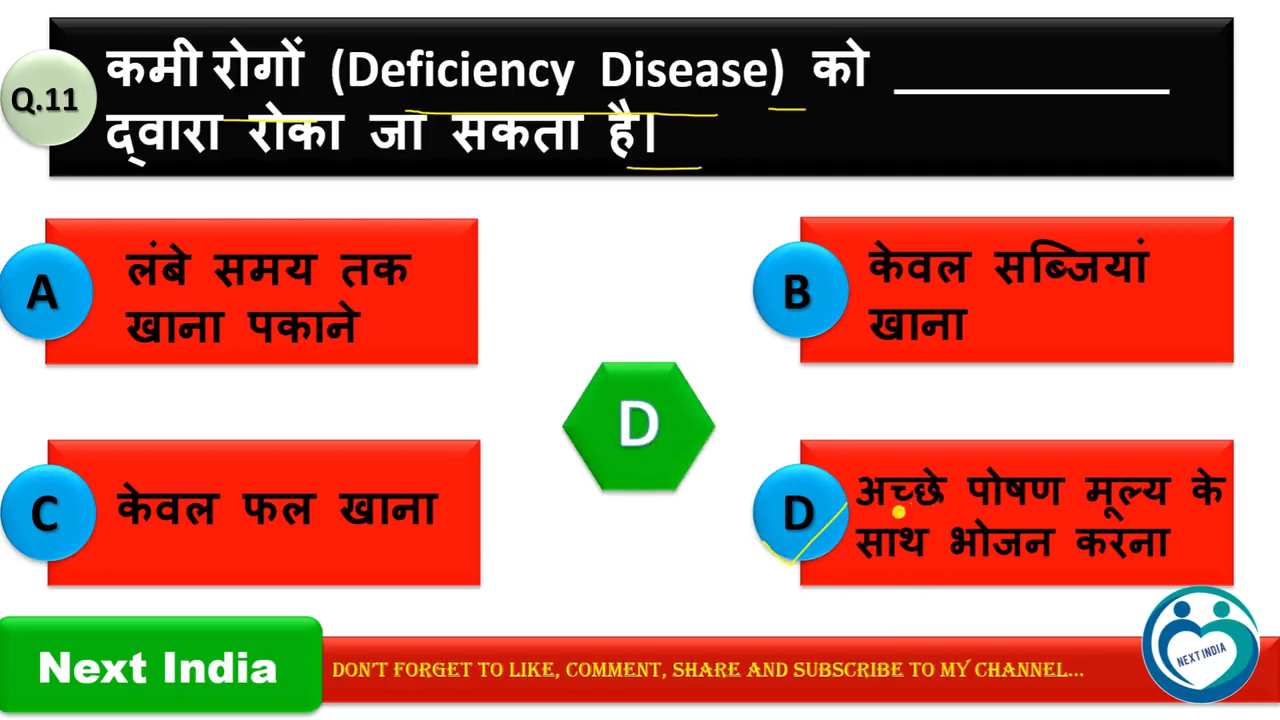 Q.11
कमी रोगों (Deficiency Disease) को ___________
द्वारा रोका जा सकता है।
A
लंबे समय तक
खाना पकाने
B
केवल सब्जियां
खाना
D
C
केवल फल खाना
D
अच्छे पोषण मूल्य के
साथ भोजन करना
Next India
DON'T FORGET TO LIKE, COMMENT, SHARE AND SUBSCRIBE TO MY CHANNEL...
NEXT INDIA